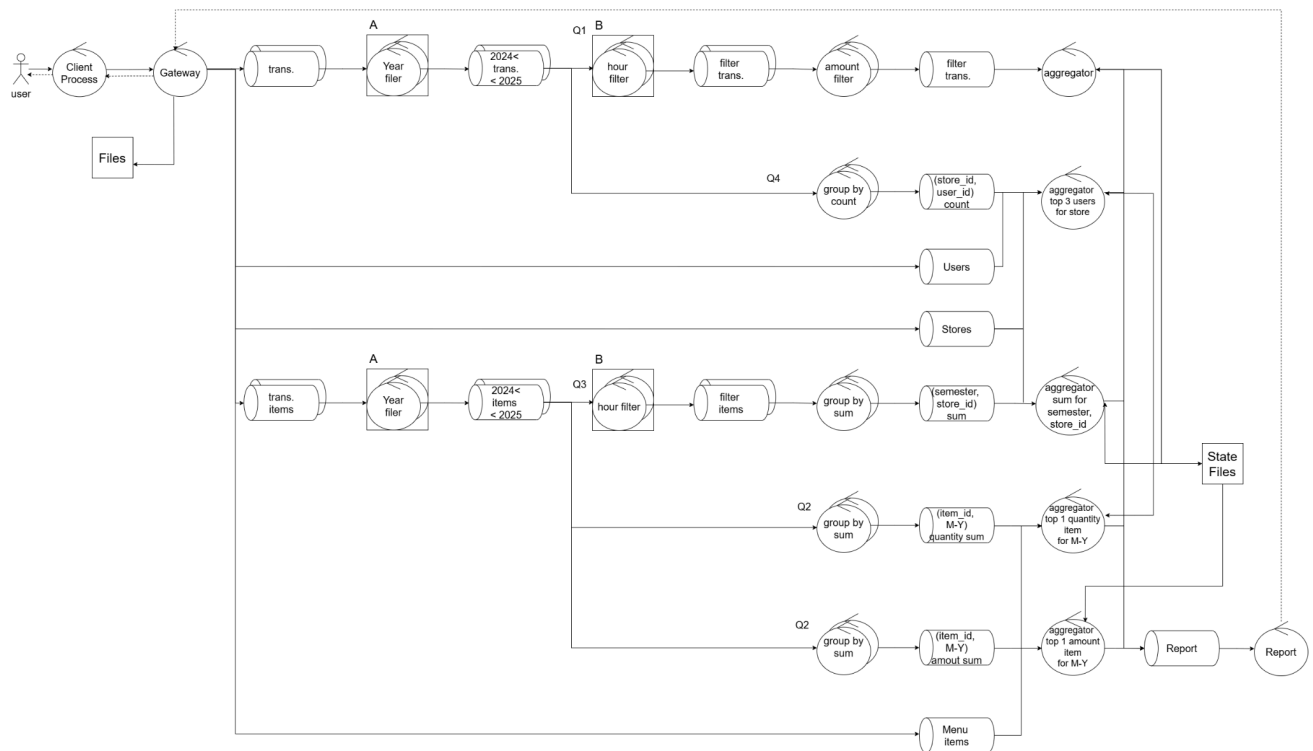 A
Q1
B
user
Client
Process
Gateway
trans.
Year
filer
2024<
trans.
< 2025
hour
filter
filter
trans.
amount
filter
filter
trans.
aggregator
Files
Q4
group by
count
(store_id,
user_id)
count
aggregator
top 3 users
for store
Users
Stores
A
Q3
B
trans.
items
Year
filer
2024<
items
< 2025
hour filter
filter
items
group by
sum
(semester,
store_id)
sum
aggregator
sum for
semester,
store_id
State
Files
Q2
group by
sum
(item_id,
M-Y)
quantity sum
aggregator
top 1 quantity
item
for M-Y
Q2
group by
sum
(item_id,
M-Y)
amout sum
aggregator
top 1 amount
item
for M-Y
Report
Report
Menu
items